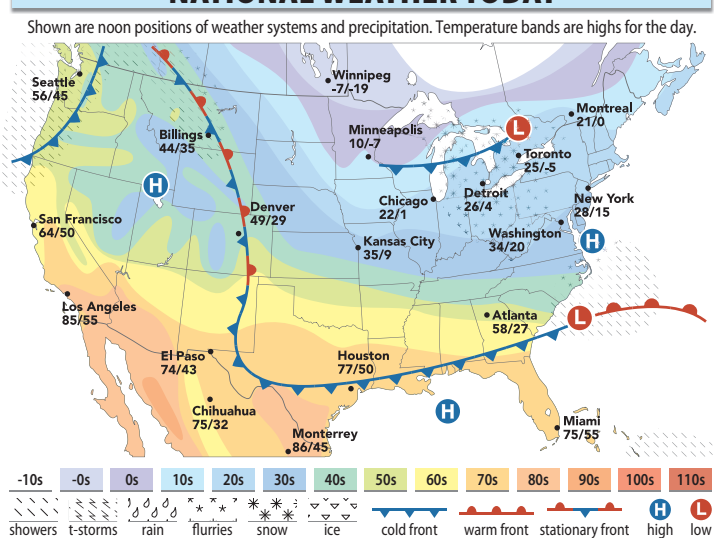 NATIONAL WEATHER TODAY
Shown are noon positions of weather systems and precipitation. Temperature bands are highs for the day.
Seattle
56/45
Winnipeg
-7/-19
Montreal
21/0
Billings
44/35
Minneapolis
10/-7
L
Toronto
25/-5
H
Detroit
26/4
New York
28/15
Chicago
22/1
Denver
49/29
San Francisco
64/50
Kansas City
35/9
Washington
34/20
H
Los Angeles
85/55
Atlanta
58/27
L
El Paso
74/43
Houston
77/50
Chihuahua
75/32
H
Miami
75/55
Monterrey
86/45
-10s -0s 0s 10s 20s 30s 40s 50s 60s 70s 80s 90s 100s 110s
H L
showers t-storms rain flurries snow ice cold front warm front stationary front high low